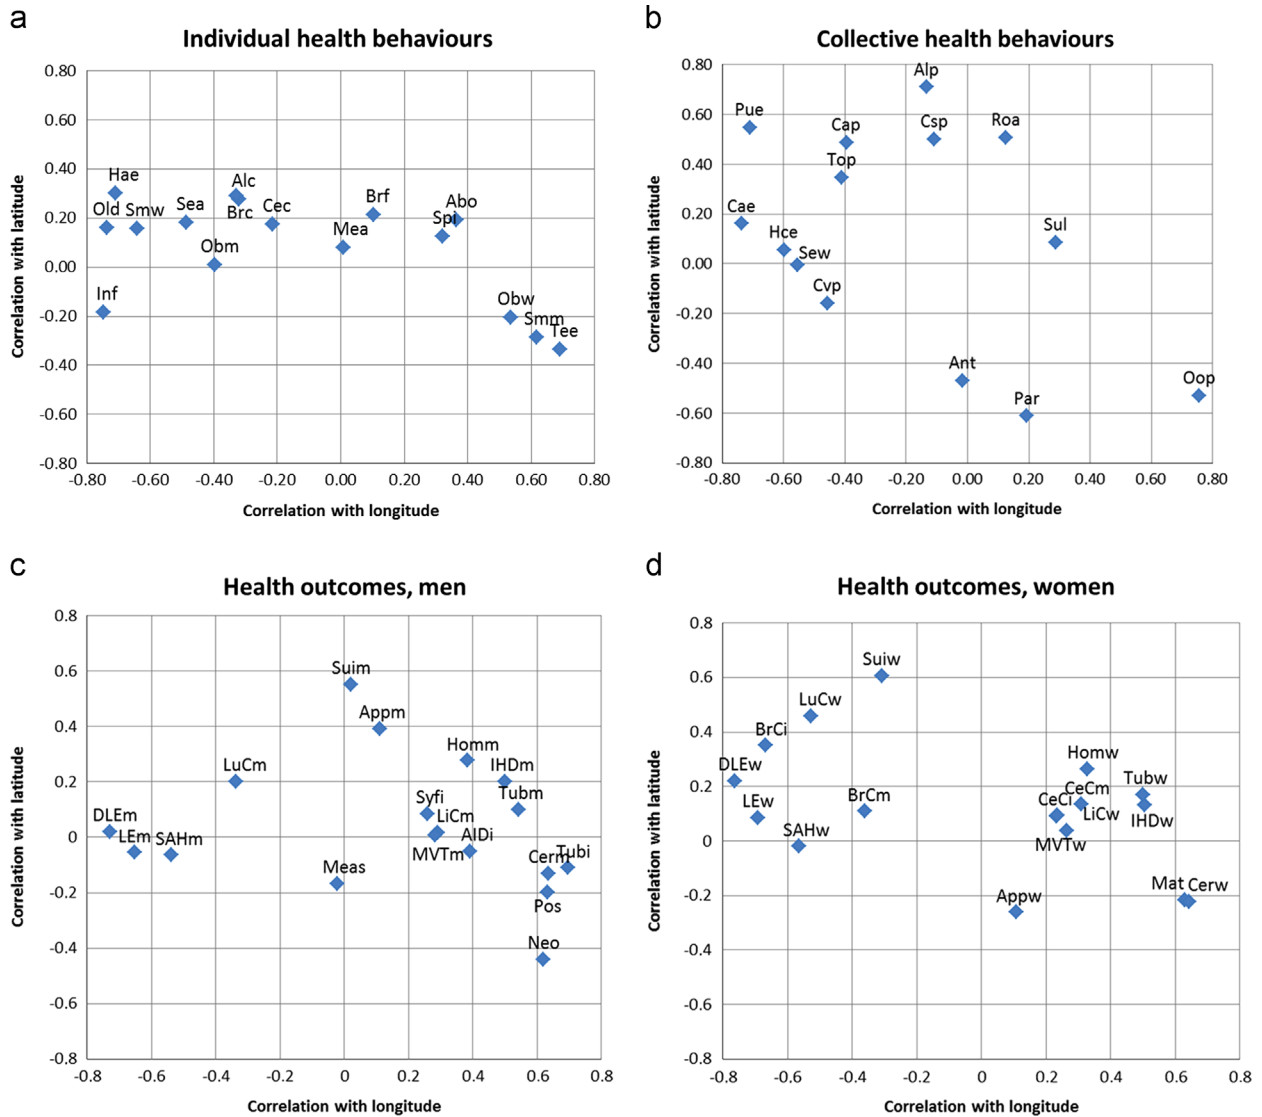 a
Individual health behaviours
0.80
0.60
0.40
0.20
0.00
-0.20
-0.40
-0.60
-0.80
Correlation with latitude
Hae
Alc
Old Smw Sea Brc Cec Brf Abo
Mea Spi
Obm
Inf
Obw
Smm
Tee
-0.80 -0.60 -0.40 -0.20 0.00 0.20 0.40 0.60 0.80
Correlation with longitude
b
Collective health behaviours
0.80
0.60
0.40
0.20
0.00
-0.20
-0.40
-0.60
-0.80
Correlation with latitude
Alp
Pue
Cap Csp Roa
Top
Cae
Hce Sul
Sew
Cvp
Ant
Oop
Par
-0.80 -0.60 -0.40 -0.20 0.00 0.20 0.40 0.60 0.80
Correlation with longitude
c
Health outcomes, men
0.8
0.6
0.4
0.2
0
-0.2
-0.4
-0.6
-0.8
Correlation with latitude
Suim
Appm
Homm
LuCm IHDm
Tubm
Syfi
DLEm LiCm
LEm SAHm AIDi
MVTm
Cerm Tubi
Meas
Pos
Neo
-0.8 -0.6 -0.4 -0.2 0 0.2 0.4 0.6 0.8
Correlation with longitude
d
Health outcomes, women
0.8
0.6
0.4
0.2
0
-0.2
-0.4
-0.6
-0.8
Correlation with latitude
Suiw
LuCw
BrCi
Homw
DLEw
Tubw
CeCm
LEw BrCm CeCi
LiCw IHDw
SAHw
MVTw
Mat Cerw
Appw
-0.8 -0.6 -0.4 -0.2 0 0.2 0.4 0.6 0.8
Correlation with longitude